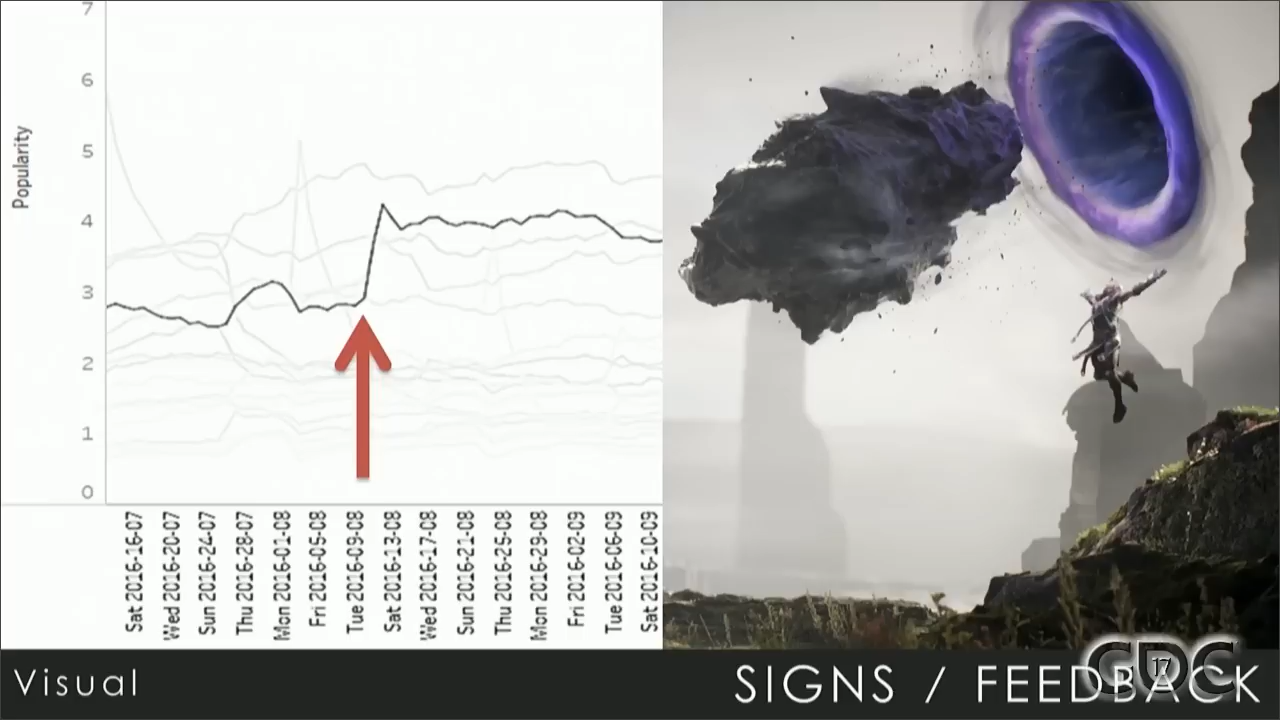 7
6
5
4
3
2
1
0
Popularity
Sat 2016-16-07
Wed 2016-20-07
Sun 2016-24-07
Thu 2016-28-07
Mon 2016-01-08
Fri 2016-05-08
Tue 2016-09-08
Sat 2016-13-08
Wed 2016-17-08
Sun 2016-21-08
Thu 2016-25-08
Mon 2016-29-08
Fri 2016-02-09
Tue 2016-06-09
Sat 2016-10-09
Visual
SIGNS / FEEDBACK
GDC 17